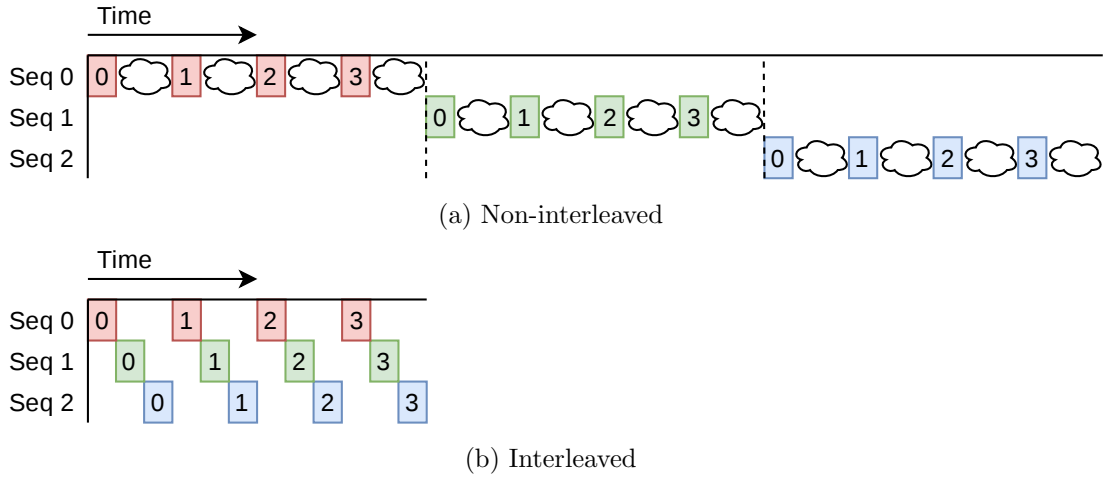 Time
Seq 0 0 1 2 3
Seq 1 0 1 2 3
Seq 2 0 1 2 3
(a) Non-interleaved
Time
Seq 0 0 1 2 3
Seq 1 0 1 2 3
Seq 2 0 1 2 3
(b) Interleaved